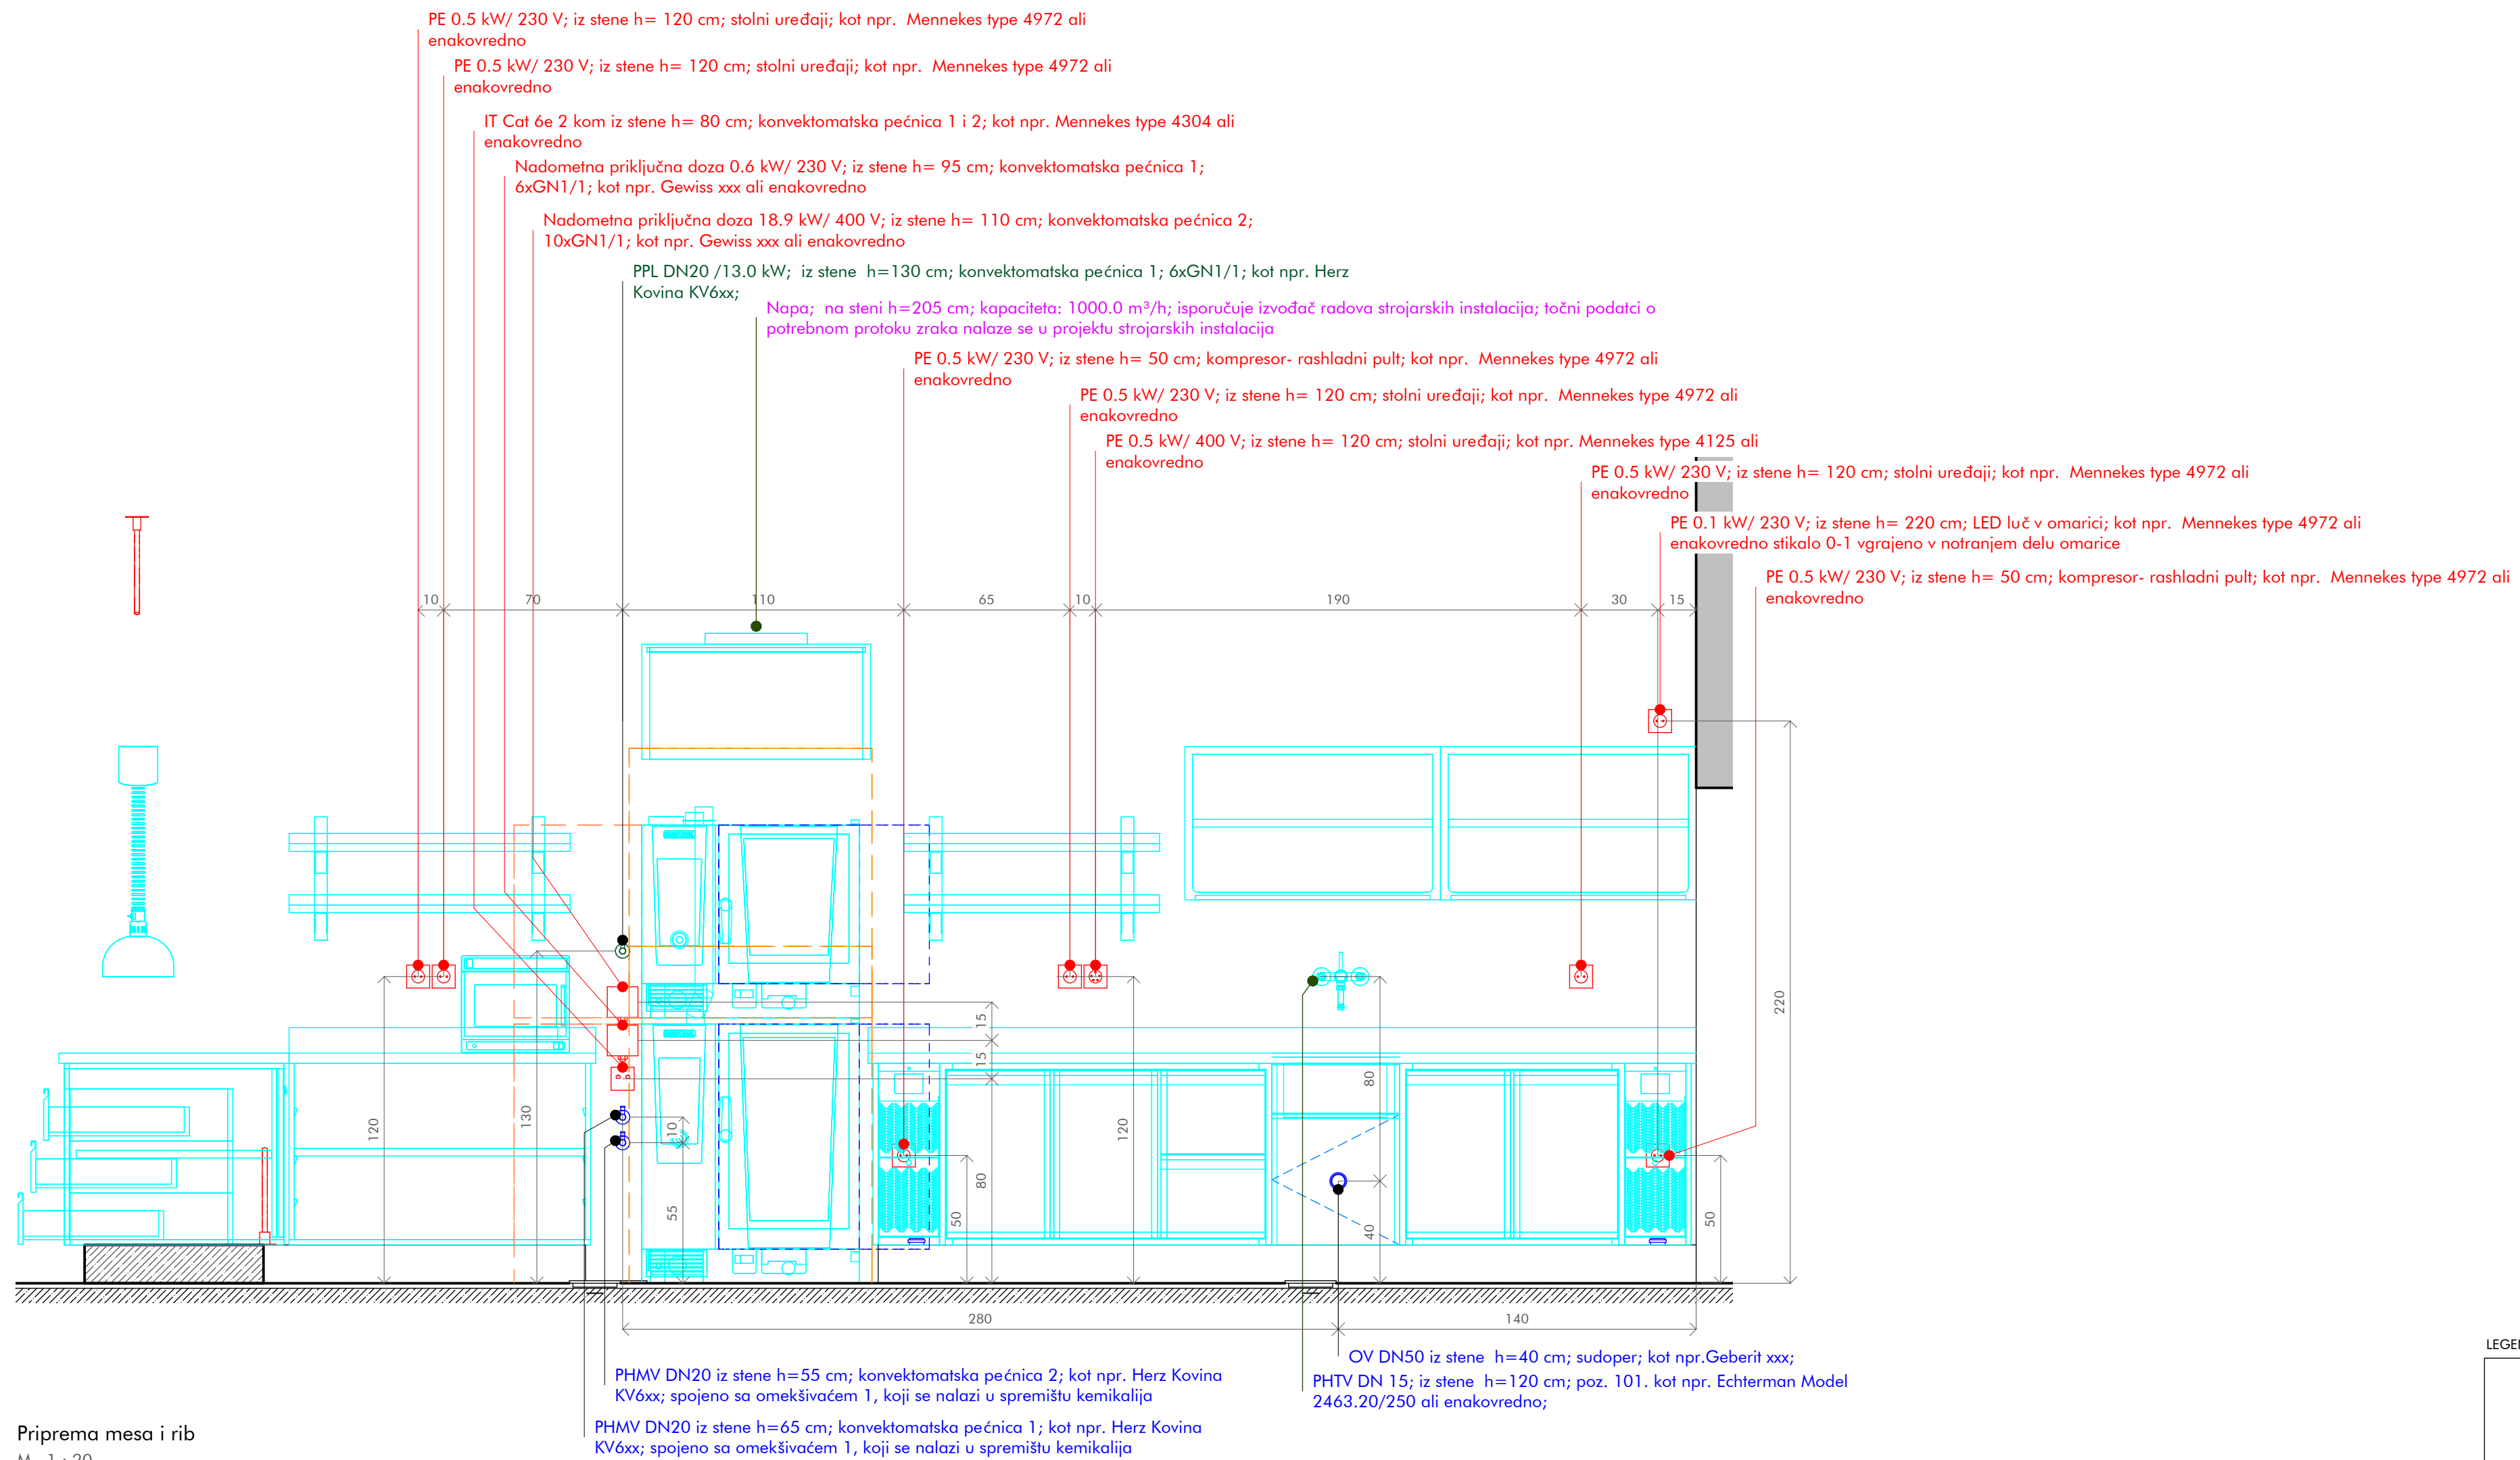 PE 0.5 kW/ 230 V; iz stene h= 120 cm; stolni uređaji; kot npr.  Mennekes type 4972 ali
enakovredno
PE 0.5 kW/ 230 V; iz stene h= 120 cm; stolni uređaji; kot npr.  Mennekes type 4972 ali
enakovredno
IT Cat 6e 2 kom iz stene h= 80 cm; konvektomatska pećnica 1 i 2; kot npr. Mennekes type 4304 ali
enakovredno
Nadometna priključna doza 0.6 kW/ 230 V; iz stene h= 95 cm; konvektomatska pećnica 1;
6xGN1/1; kot npr. Gewiss xxx ali enakovredno
Nadometna priključna doza 18.9 kW/ 400 V; iz stene h= 110 cm; konvektomatska pećnica 2;
10xGN1/1; kot npr. Gewiss xxx ali enakovredno
PPL DN20 /13.0 kW;  iz stene  h=130 cm; konvektomatska pećnica 1; 6xGN1/1; kot npr. Herz
Kovina KV6xx;
Napa;  na steni h=205 cm; kapaciteta: 1000.0 m³/h; isporučuje izvođač radova strojarskih instalacija; točni podatci o
potrebnom protoku zraka nalaze se u projektu strojarskih instalacija
PE 0.5 kW/ 230 V; iz stene h= 50 cm; kompresor- rashladni pult; kot npr.  Mennekes type 4972 ali
enakovredno
PE 0.5 kW/ 230 V; iz stene h= 120 cm; stolni uređaji; kot npr.  Mennekes type 4972 ali
enakovredno
PE 0.5 kW/ 400 V; iz stene h= 120 cm; stolni uređaji; kot npr. Mennekes type 4125 ali
enakovredno
PE 0.5 kW/ 230 V; iz stene h= 120 cm; stolni uređaji; kot npr.  Mennekes type 4972 ali
enakovredno
PE 0.1 kW/ 230 V; iz stene h= 220 cm; LED luč v omarici; kot npr.  Mennekes type 4972 ali
enakovredno stikalo 0-1 vgrajeno v notranjem delu omarice
PE 0.5 kW/ 230 V; iz stene h= 50 cm; kompresor- rashladni pult; kot npr.  Mennekes type 4972 ali
enakovredno
10 70 110 65 10 190 30 15
220
15
15
80
120
130
10
120
80
55
50
40
50
280 140
OV DN50 iz stene  h=40 cm; sudoper; kot npr.Geberit xxx;
PHTV DN 15; iz stene  h=120 cm; poz. 101. kot npr. Echterman Model
2463.20/250 ali enakovredno;
PHMV DN20 iz stene h=55 cm; konvektomatska pećnica 2; kot npr. Herz Kovina
KV6xx; spojeno sa omekšivaćem 1, koji se nalazi u spremištu kemikalija
PHMV DN20 iz stene h=65 cm; konvektomatska pećnica 1; kot npr. Herz Kovina
KV6xx; spojeno sa omekšivaćem 1, koji se nalazi u spremištu kemikalija
Priprema mesa i rib
M 1 : 20